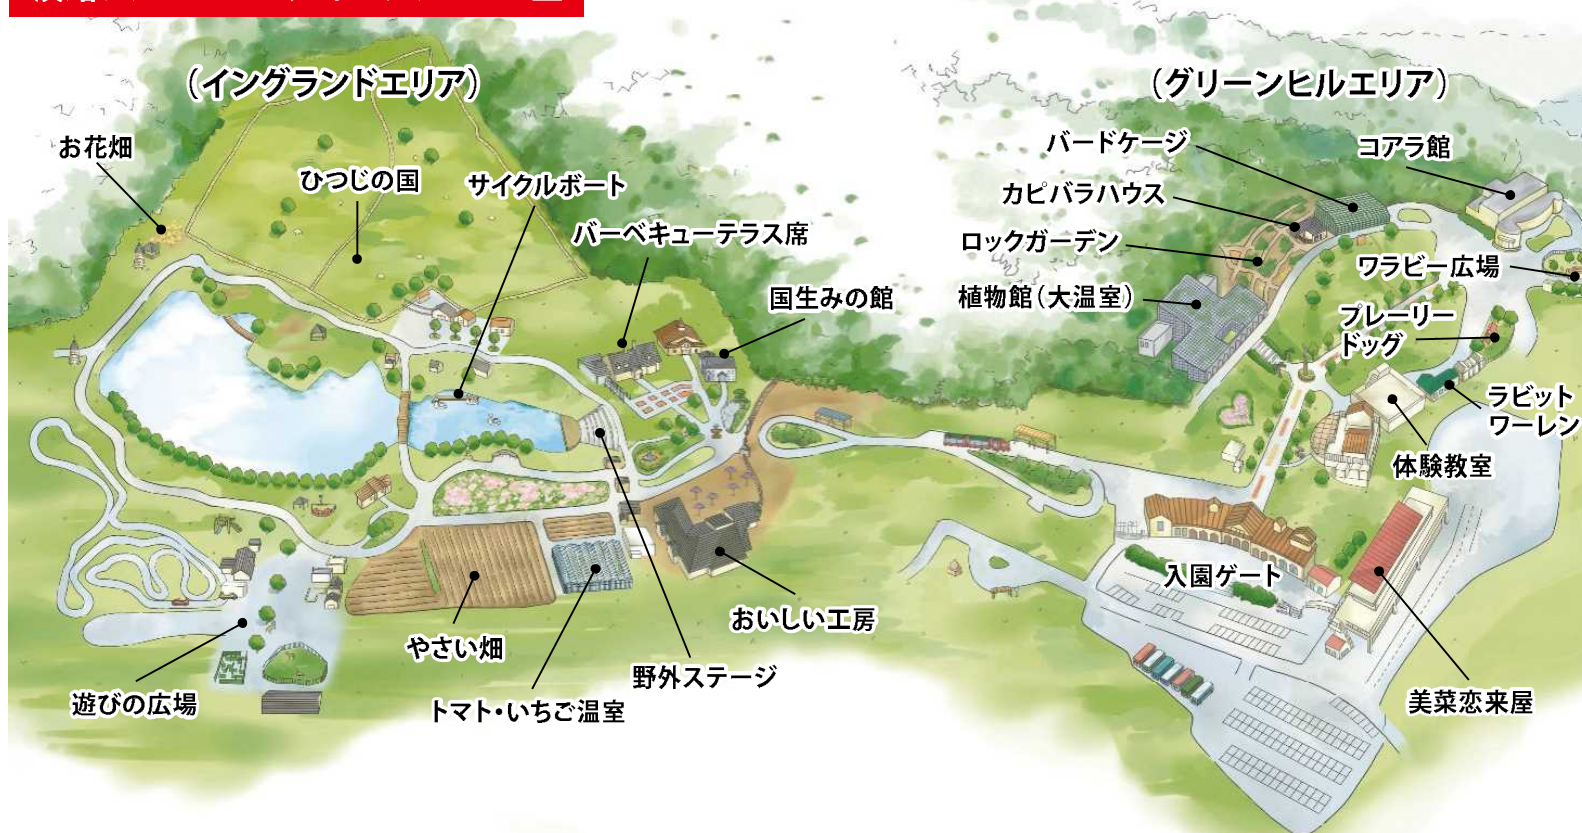 （イングランドエリア）
お花畑
ひつじの国
サイクルボート
バーベキューテラス席
国生みの館
やさい畑
トマト・いちご温室
野外ステージ
おいしい工房
遊びの広場
（グリーンヒルエリア）
バードケージ
コアラ館
カピバラハウス
ロックガーデン
ワラビー広場
植物館（大温室）
プレーリー
ドッグ
ラビット
ワーレン
体験教室
入園ゲート
美菜恋来屋